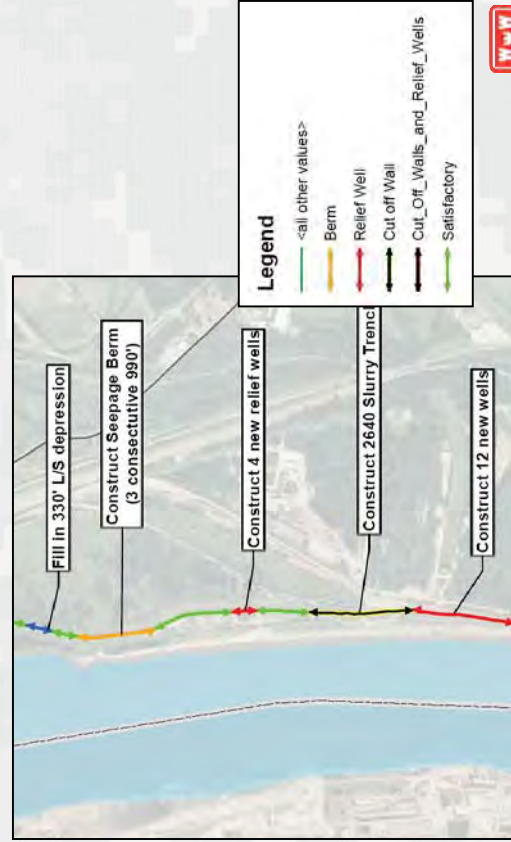 Fill in 330' L/S depression
Construct Seepage Berm
(3 consectutive 990')
Construct 4 new relief wells
Construct 2640 Slurry Trenc
Construct 12 new wells
Legend
<all other values>
Berm
Relief Well
Cut off Wall
Cut_Off_Walls_and_Relief_Wells
Satisfactory